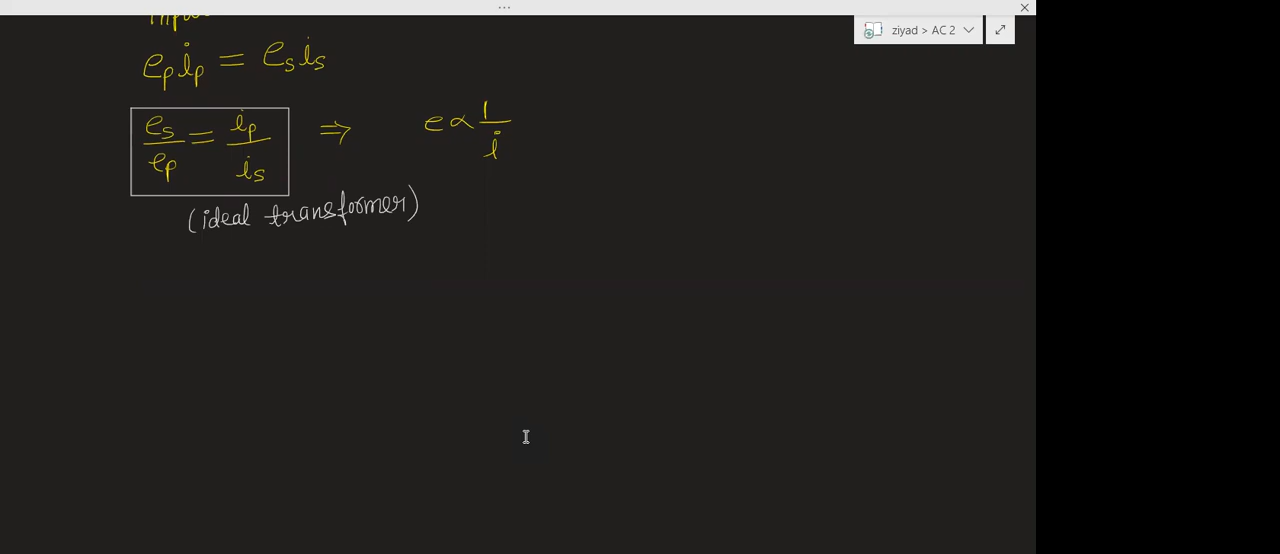 ziyad > AC 2
e_p i_p = e_s i_s
e_s/e_p = i_p/i_s ⇒ e ∝ 1/i
(ideal transformer)